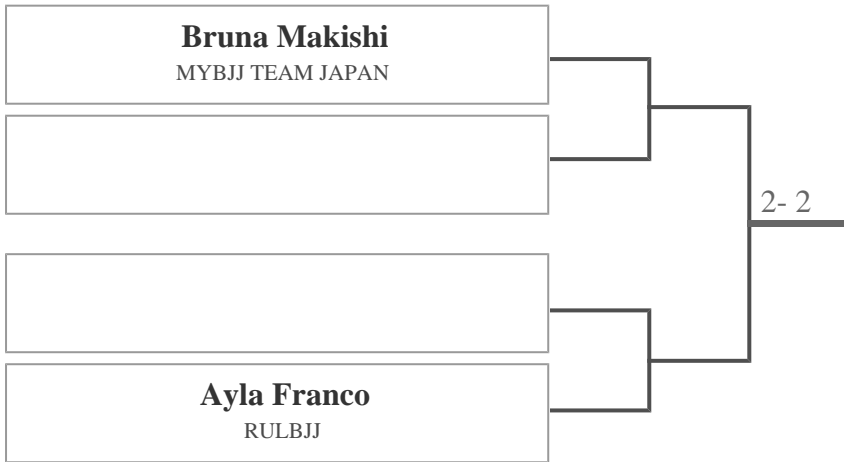 Bruna Makishi
MYBJJ TEAM JAPAN
2- 2
Ayla Franco
RULBJJ